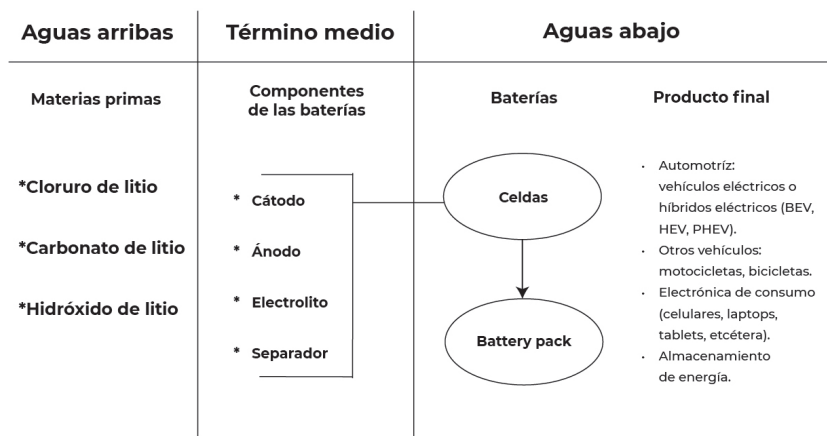 Aguas arribas
Término medio
Aguas abajo
Materias primas
Componentes
de las baterías
Baterías
Producto final
*Cloruro de litio
*Carbonato de litio
*Hidróxido de litio
* Cátodo
* Ánodo
* Electrolito
* Separador
Celdas
Battery pack
· Automotríz:
vehículos eléctricos o
híbridos eléctricos (BEV,
HEV, PHEV).
· Otros vehículos:
motocicletas, bicicletas.
· Electrónica de consumo
(celulares, laptops,
tablets, etcétera).
· Almacenamiento
de energía.